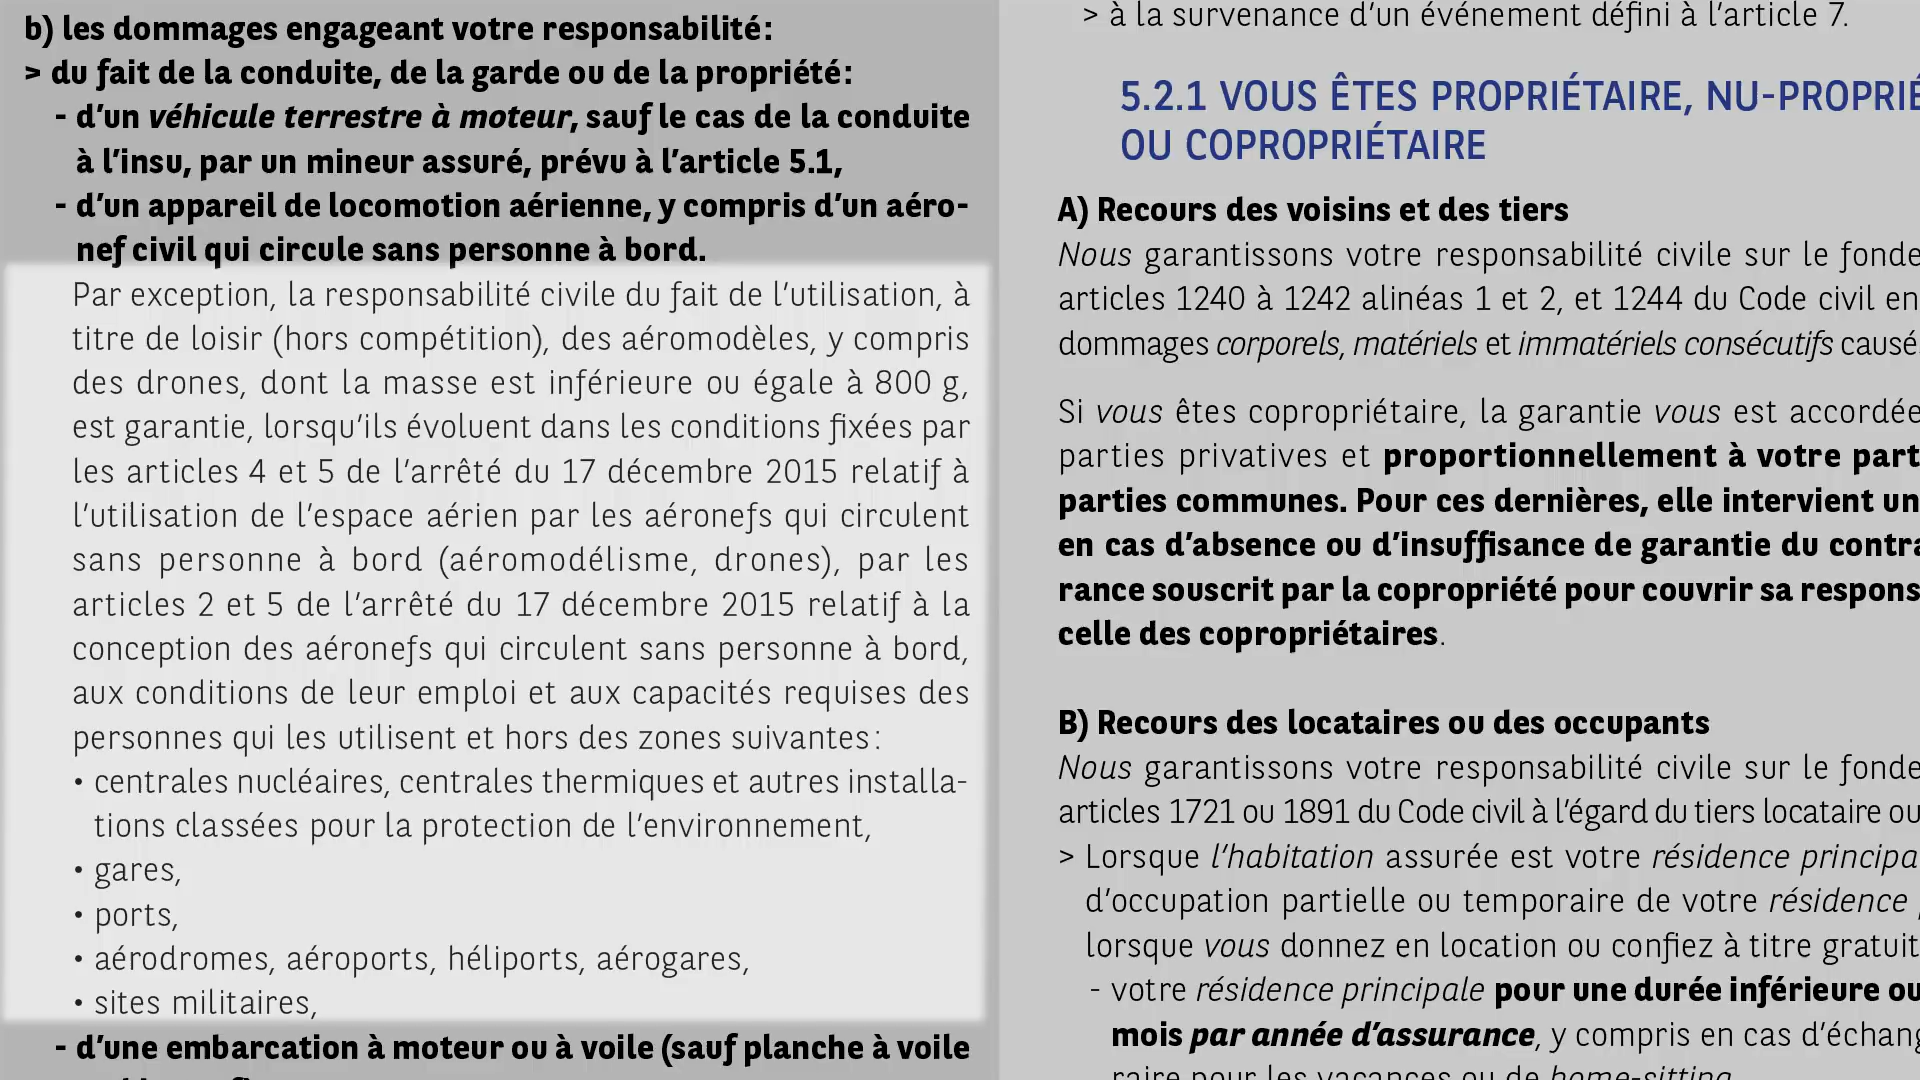 b) les dommages engageant votre responsabilité:
> du fait de la conduite, de la garde ou de la propriété:
- d'un véhicule terrestre à moteur, sauf le cas de la conduite
à l'insu, par un mineur assuré, prévu à l'article 5.1,
- d'un appareil de locomotion aérienne, y compris d'un aéro-
nef civil qui circule sans personne à bord.
Par exception, la responsabilité civile du fait de l'utilisation, à
titre de loisir (hors compétition), des aéromodèles, y compris
des drones, dont la masse est inférieure ou égale à 800 g,
est garantie, lorsqu'ils évoluent dans les conditions fixées par
les articles 4 et 5 de l'arrêté du 17 décembre 2015 relatif à
l'utilisation de l'espace aérien par les aéronefs qui circulent
sans personne à bord (aéromodélisme, drones), par les
articles 2 et 5 de l'arrêté du 17 décembre 2015 relatif à la
conception des aéronefs qui circulent sans personne à bord,
aux conditions de leur emploi et aux capacités requises des
personnes qui les utilisent et hors des zones suivantes:
• centrales nucléaires, centrales thermiques et autres installa-
tions classées pour la protection de l'environnement,
• gares,
• ports,
• aérodromes, aéroports, héliports, aérogares,
• sites militaires,
- d'une embarcation à moteur ou à voile (sauf planche à voile
> à la survenance d'un événement défini à l'article 7.
5.2.1 VOUS ÊTES PROPRIÉTAIRE, NU-PROPRIÉ
OU COPROPRIÉTAIRE
A) Recours des voisins et des tiers
Nous garantissons votre responsabilité civile sur le fonde
articles 1240 à 1242 alinéas 1 et 2, et 1244 du Code civil en
dommages corporels, matériels et immatériels consécutifs causé
Si vous êtes copropriétaire, la garantie vous est accordée
parties privatives et proportionnellement à votre part
parties communes. Pour ces dernières, elle intervient un
en cas d'absence ou d'insuffisance de garantie du contra
rance souscrit par la copropriété pour couvrir sa respons
celle des copropriétaires.
B) Recours des locataires ou des occupants
Nous garantissons votre responsabilité civile sur le fonde
articles 1721 ou 1891 du Code civil à l'égard du tiers locataire ou
> Lorsque l'habitation assurée est votre résidence principa
d'occupation partielle ou temporaire de votre résidence
lorsque vous donnez en location ou confiez à titre gratuit
- votre résidence principale pour une durée inférieure ou
mois par année d'assurance, y compris en cas d'échang
raire pour les vacances ou de home-sitting